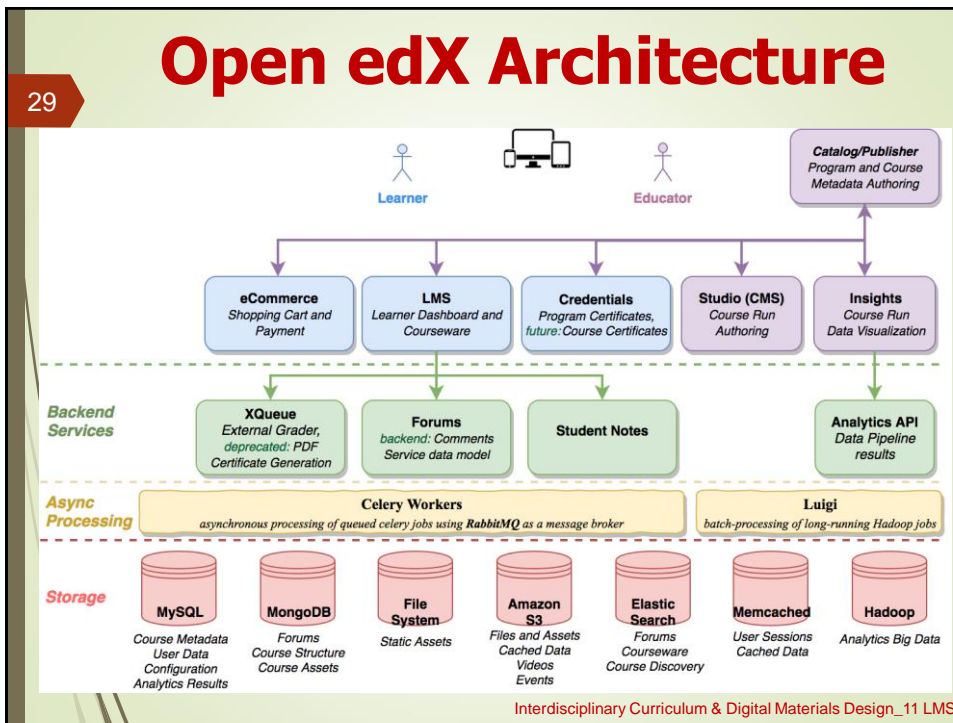 Open edX Architecture
29
Learner
Educator
Catalog/Publisher
Program and Course
Metadata Authoring
eCommerce
Shopping Cart and
Payment
LMS
Learner Dashboard and
Courseware
Credentials
Program Certificates,
future: Course Certificates
Studio (CMS)
Course Run
Authoring
Insights
Course Run
Data Visualization
Backend
Services
XQueue
External Grader,
deprecated: PDF
Certificate Generation
Forums
backend: Comments
Service data model
Student Notes
Analytics API
Data Pipeline
results
Async
Processing
Celery Workers
asynchronous processing of queued celery jobs using RabbitMQ as a message broker
Luigi
batch-processing of long-running Hadoop jobs
Storage
MySQL
Course Metadata
User Data
Configuration
Analytics Results
MongoDB
Forums
Course Structure
Course Assets
File
System
Static Assets
Amazon
S3
Files and Assets
Cached Data
Videos
Events
Elastic
Search
Forums
Courseware
Course Discovery
Memcached
User Sessions
Cached Data
Hadoop
Analytics Big Data
Interdisciplinary Curriculum & Digital Materials Design_11 LMS